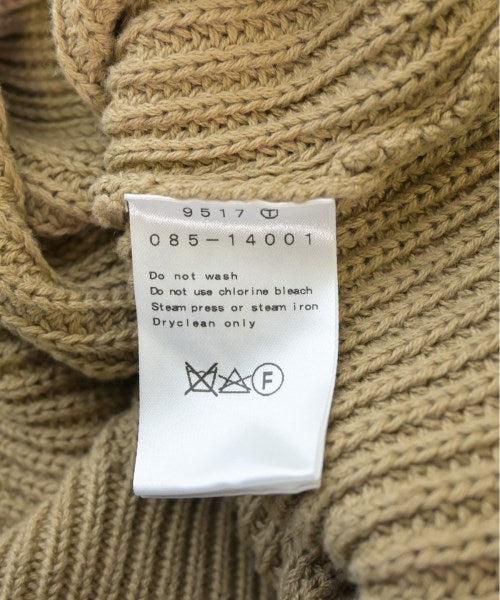 9517 Ⓣ
085-14001
Do not wash
Do not use chlorine bleach
Steam press or steam iron
Dryclean only
F